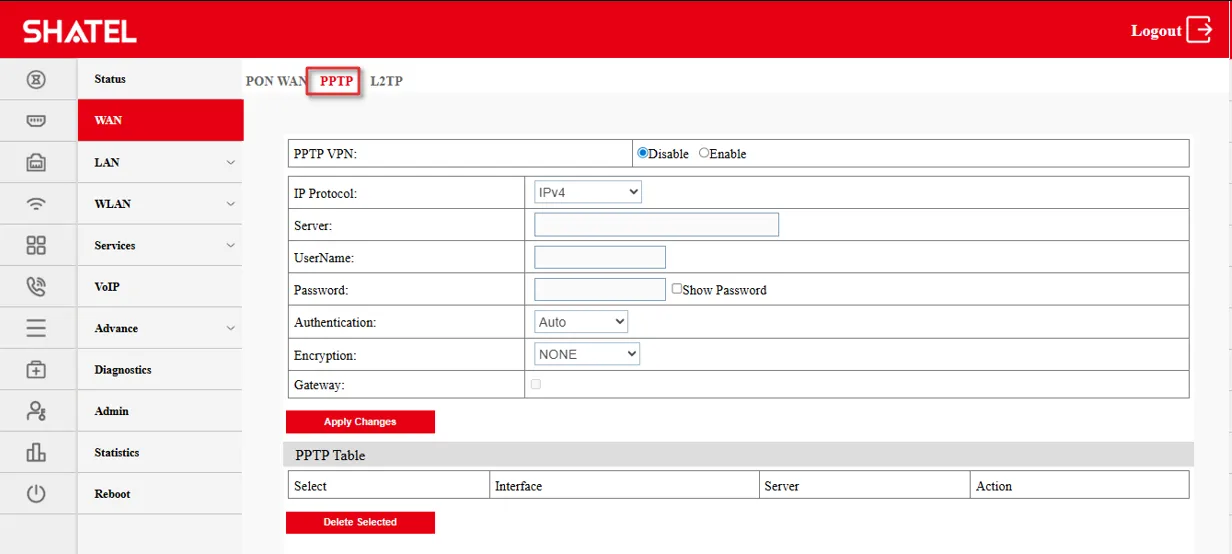 SHATEL
Logout
Status
WAN
LAN
WLAN
Services
VoIP
Advance
Diagnostics
Admin
Statistics
Reboot
PON WAN PPTP L2TP
PPTP VPN: Disable Enable
IP Protocol: IPv4
Server:
UserName:
Password: Show Password
Authentication: Auto
Encryption: NONE
Gateway:
Apply Changes
PPTP Table
Select Interface Server Action
Delete Selected